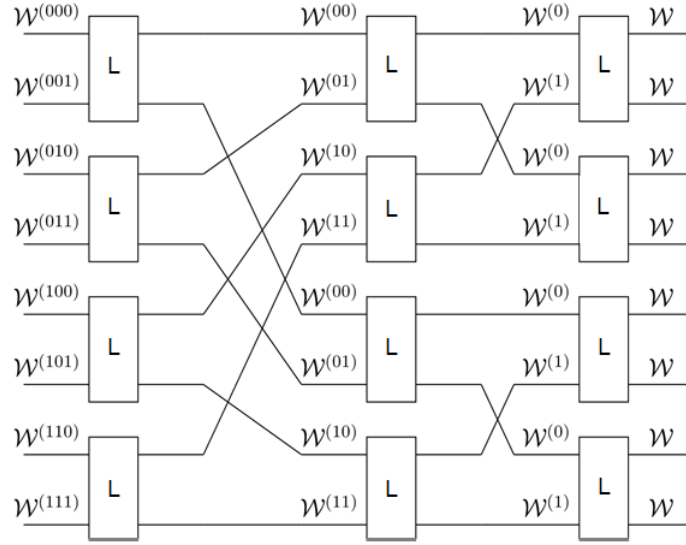 𝒲(000) 𝒲(00) 𝒲(0) 𝒲
L L L
𝒲(001) 𝒲(01) 𝒲(1) 𝒲
𝒲(010) 𝒲(10) 𝒲(0) 𝒲
L L L
𝒲(011) 𝒲(11) 𝒲(1) 𝒲
𝒲(100) 𝒲(00) 𝒲(0) 𝒲
L L L
𝒲(101) 𝒲(01) 𝒲(1) 𝒲
𝒲(110) 𝒲(10) 𝒲(0) 𝒲
L L L
𝒲(111) 𝒲(11) 𝒲(1) 𝒲